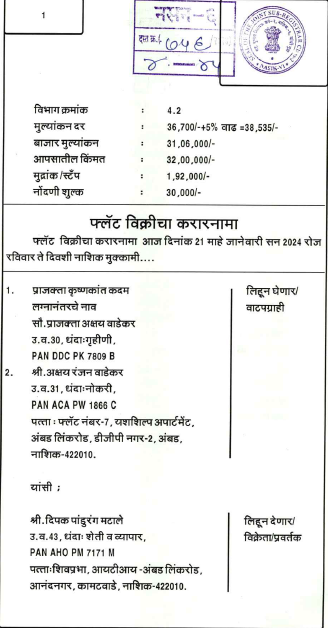 1
नसन-८
दस्त क्र.
४ - ८५
विभाग क्रमांक : 4.2
मुल्यांकन दर : 36,700/-+5% वाढ =38,535/-
बाजार मुल्यांकन : 31,06,000/-
आपसातील किंमत : 32,00,000/-
मुद्रांक/स्टॅंप : 1,92,000/-
नोंदणी शुल्क : 30,000/-
फ्लॅट विक्रीचा करारनामा
फ्लॅट विक्रीचा करारनामा आज दिनांक 21 माहे जानेवारी सन 2024 रोज
रविवार ते दिवशी नाशिक मुक्कामी....
1. प्राजक्ता कृष्णकांत कदम लिहून घेणार/
लग्नानंतरचे नाव वाटपग्राही
सौ.प्राजक्ता अक्षय वाडेकर
उ.व.30, धंदाःगृहीणी,
PAN DDC PK 7809 B
2. श्री.अक्षय रंजन वाडेकर
उ.व.31, धंदाःनोकरी,
PAN ACA PW 1866 C
पत्ता : फ्लॅट नंबर-7, यशशिल्प अपार्टमेंट,
अंबड लिंकरोड, डीजीपी नगर-2, अंबड,
नाशिक-422010.
यांसी ;
श्री.दिपक पांडुरंग मटाले लिहून देणार/
उ.व.43, धंदाः शेती व व्यापार, विक्रेता/प्रवर्तक
PAN AHO PM 7171 M
पत्ताःशिवप्रभा, आयटीआय -अंबड लिंकरोड,
आनंदनगर, कामटवाडे, नाशिक-422010.